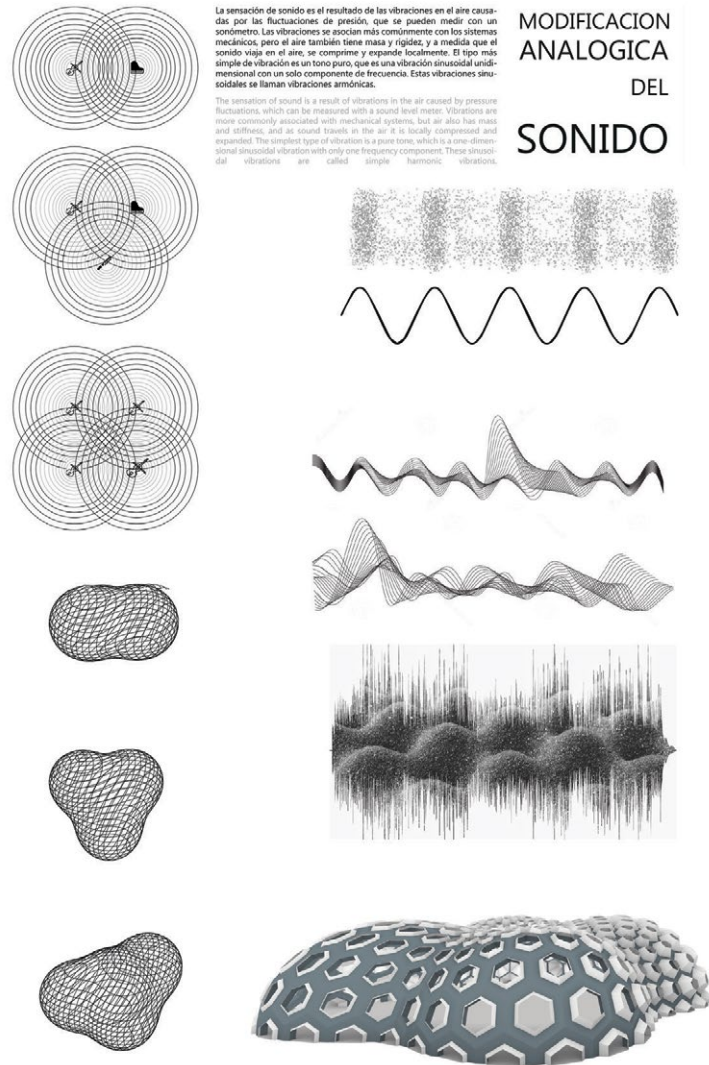 La sensación de sonido es el resultado de las vibraciones en el aire causa-
das por las fluctuaciones de presión, que se pueden medir con un
sonómetro. Las vibraciones se asocian más comúnmente con los sistemas
mecánicos, pero el aire también tiene masa y rigidez, y a medida que el
sonido viaja en el aire, se comprime y expande localmente. El tipo más
simple de vibración es un tono puro, que es una vibración sinusoidal unidi-
mensional con un solo componente de frecuencia. Estas vibraciones sinu-
soidales se llaman vibraciones armónicas.
The sensation of sound is a result of vibrations in the air caused by pressure
fluctuations, which can be measured with a sound level meter. Vibrations are
more commonly associated with mechanical systems, but air also has mass
and stiffness, and as sound travels in the air it is locally compressed and
expanded. The simplest type of vibration is a pure tone, which is a one-dimen-
sional sinusoidal vibration with only one frequency component. These sinusoi-
dal vibrations are called simple harmonic vibrations.
MODIFICACION
ANALOGICA
DEL
SONIDO